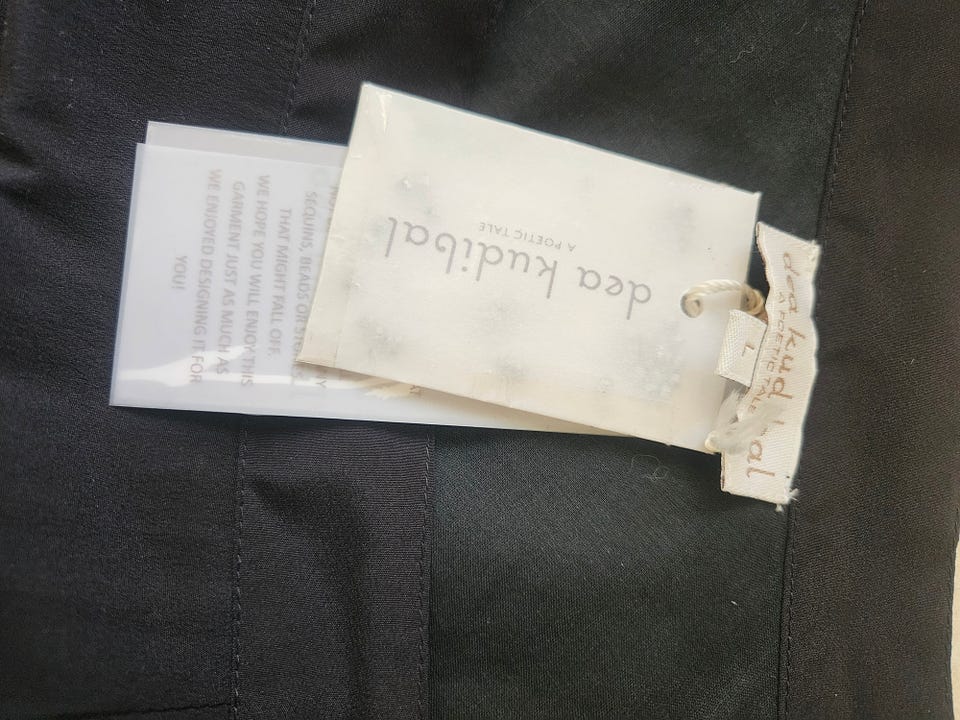 dea kudibal
A POETIC TALE
dea kudibal
A POETIC TALE
L
SEQUINS, BEADS OR
THAT MIGHT FALL OFF.
WE HOPE YOU WILL ENJOY THIS
GARMENT JUST AS MUCH AS
WE ENJOYED DESIGNING IT FOR
YOU!